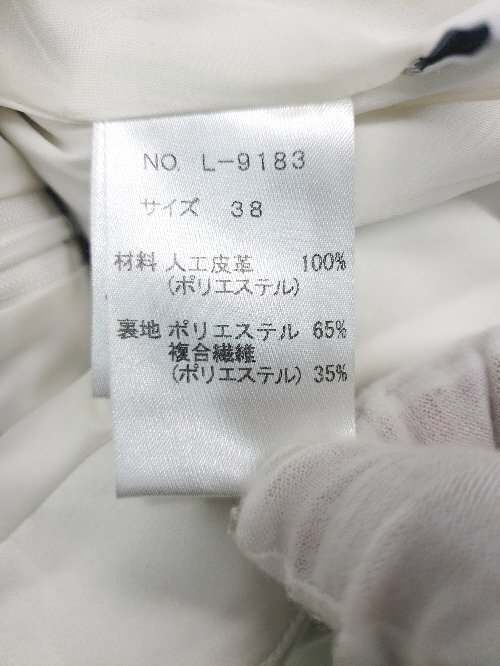 NO. L-9183
サイズ 38
材料 人工皮革 100%
(ポリエステル)
裏地 ポリエステル 65%
複合繊維
(ポリエステル) 35%